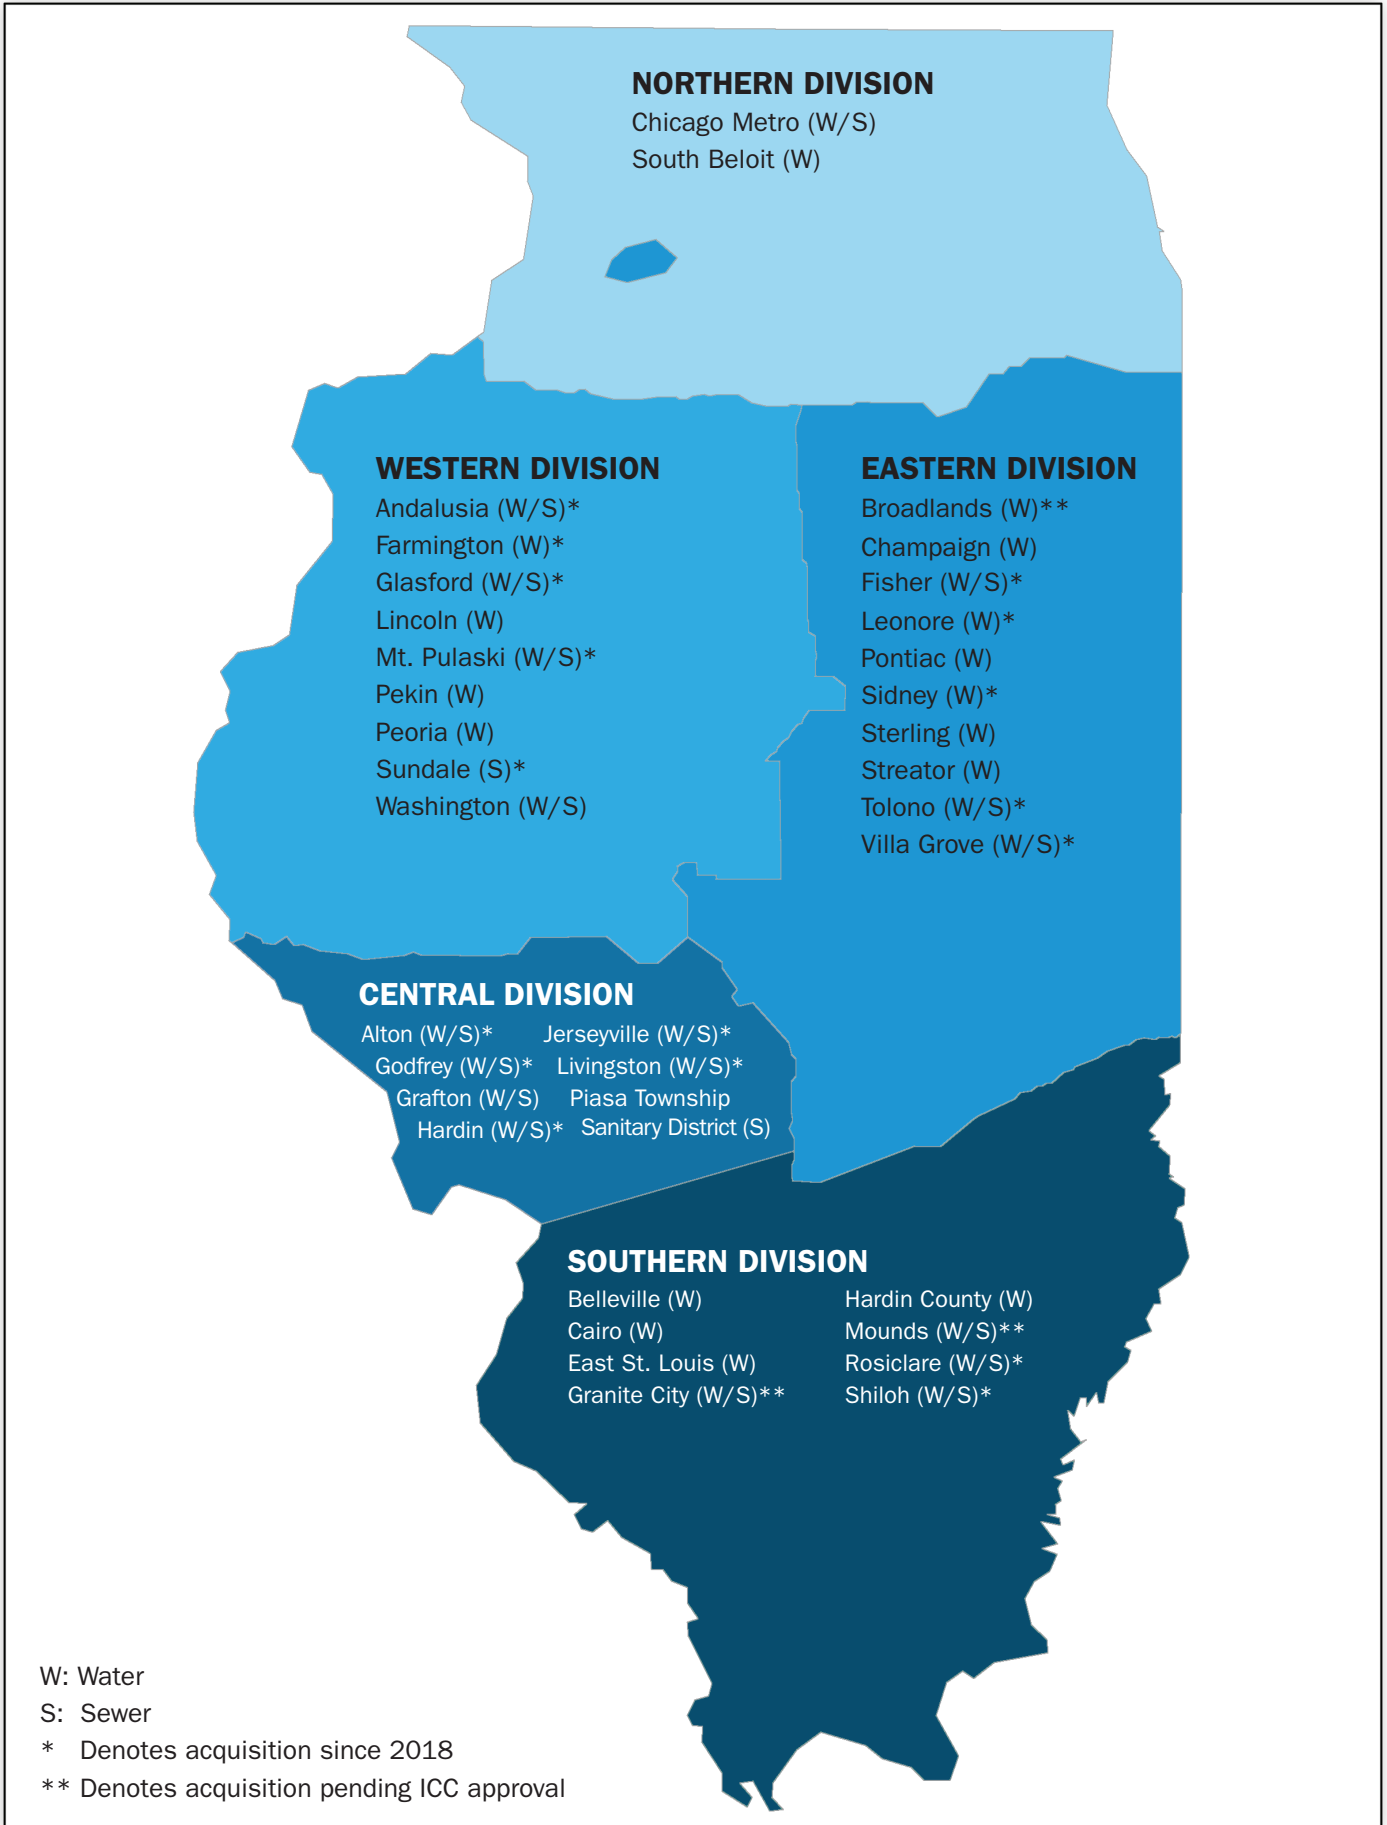 NORTHERN DIVISION
Chicago Metro (W/S)
South Beloit (W)
WESTERN DIVISION
Andalusia (W/S)*
Farmington (W)*
Glasford (W/S)*
Lincoln (W)
Mt. Pulaski (W/S)*
Pekin (W)
Peoria (W)
Sundale (S)*
Washington (W/S)
EASTERN DIVISION
Broadlands (W)**
Champaign (W)
Fisher (W/S)*
Leonore (W)*
Pontiac (W)
Sidney (W)*
Sterling (W)
Streator (W)
Tolono (W/S)*
Villa Grove (W/S)*
CENTRAL DIVISION
Alton (W/S)*
Godfrey (W/S)*
Grafton (W/S)
Hardin (W/S)*
Jerseyville (W/S)*
Livingston (W/S)*
Piasa Township
Sanitary District (S)
SOUTHERN DIVISION
Belleville (W)
Cairo (W)
East St. Louis (W)
Granite City (W/S)**
Hardin County (W)
Mounds (W/S)**
Rosiclare (W/S)*
Shiloh (W/S)*
W: Water
S: Sewer
* Denotes acquisition since 2018
** Denotes acquisition pending ICC approval